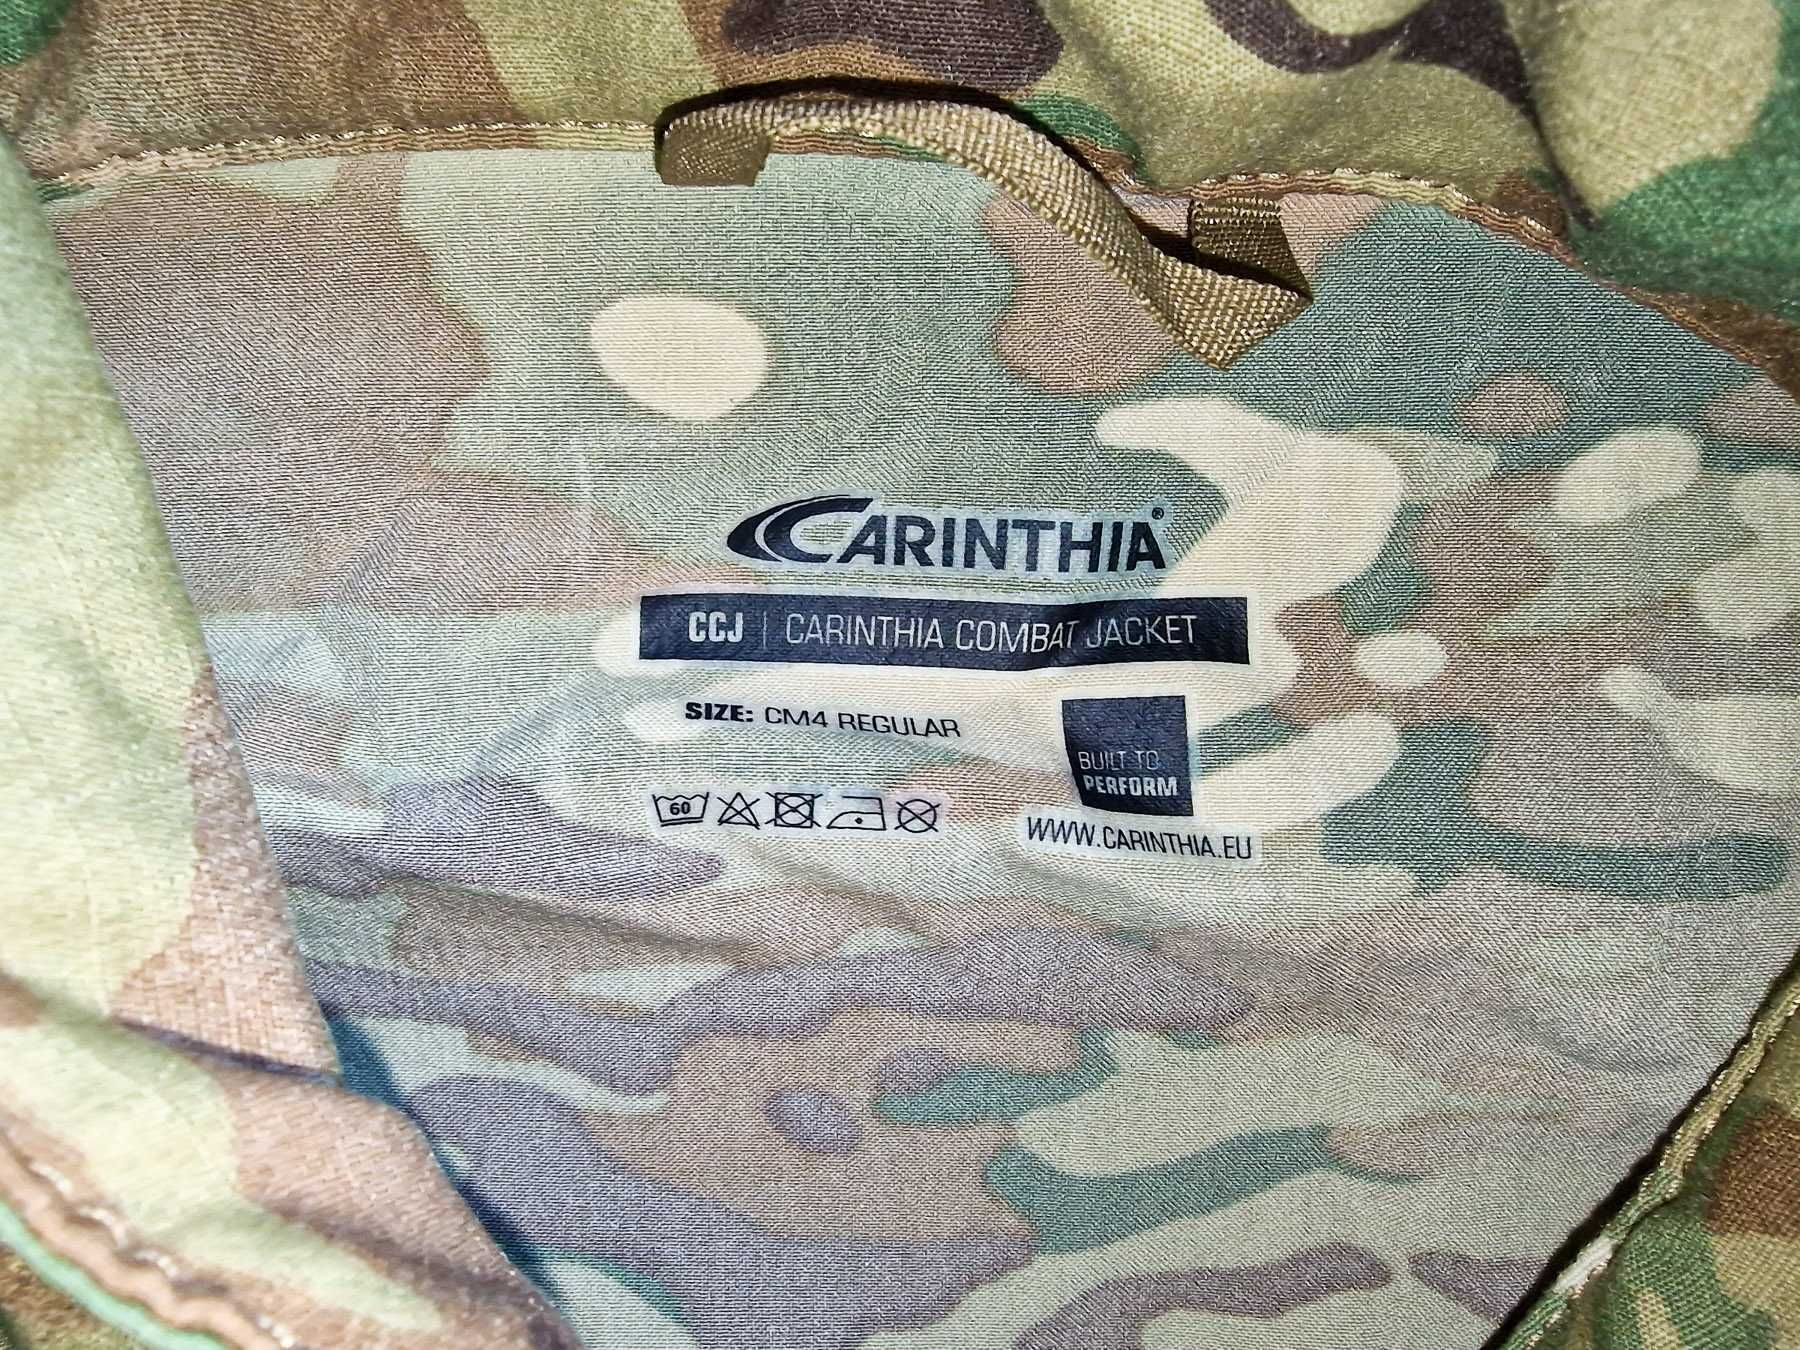 CARINTHIA®
CCJ | CARINTHIA COMBAT JACKET
SIZE: CM4 REGULAR
BUILT TO
PERFORM
60
WWW.CARINTHIA.EU